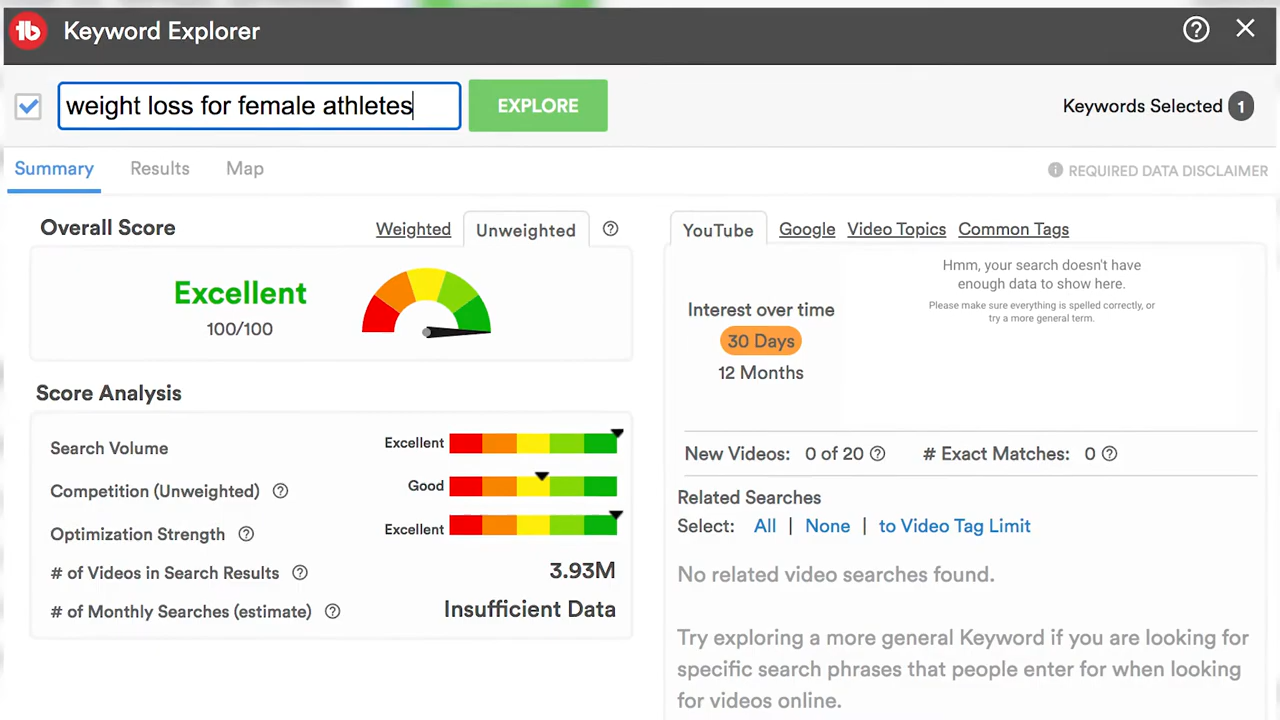 tb Keyword Explorer
weight loss for female athletes EXPLORE Keywords Selected 1
Summary Results Map REQUIRED DATA DISCLAIMER
Overall Score Weighted Unweighted
Excellent
100/100
Score Analysis
Search Volume Excellent
Competition (Unweighted) Good
Optimization Strength Excellent
# of Videos in Search Results 3.93M
# of Monthly Searches (estimate) Insufficient Data
YouTube Google Video Topics Common Tags
Hmm, your search doesn't have
enough data to show here.
Please make sure everything is spelled correctly, or
try a more general term.
Interest over time
30 Days
12 Months
New Videos: 0 of 20 # Exact Matches: 0
Related Searches
Select: All | None | to Video Tag Limit
No related video searches found.
Try exploring a more general Keyword if you are looking for
specific search phrases that people enter for when looking
for videos online.